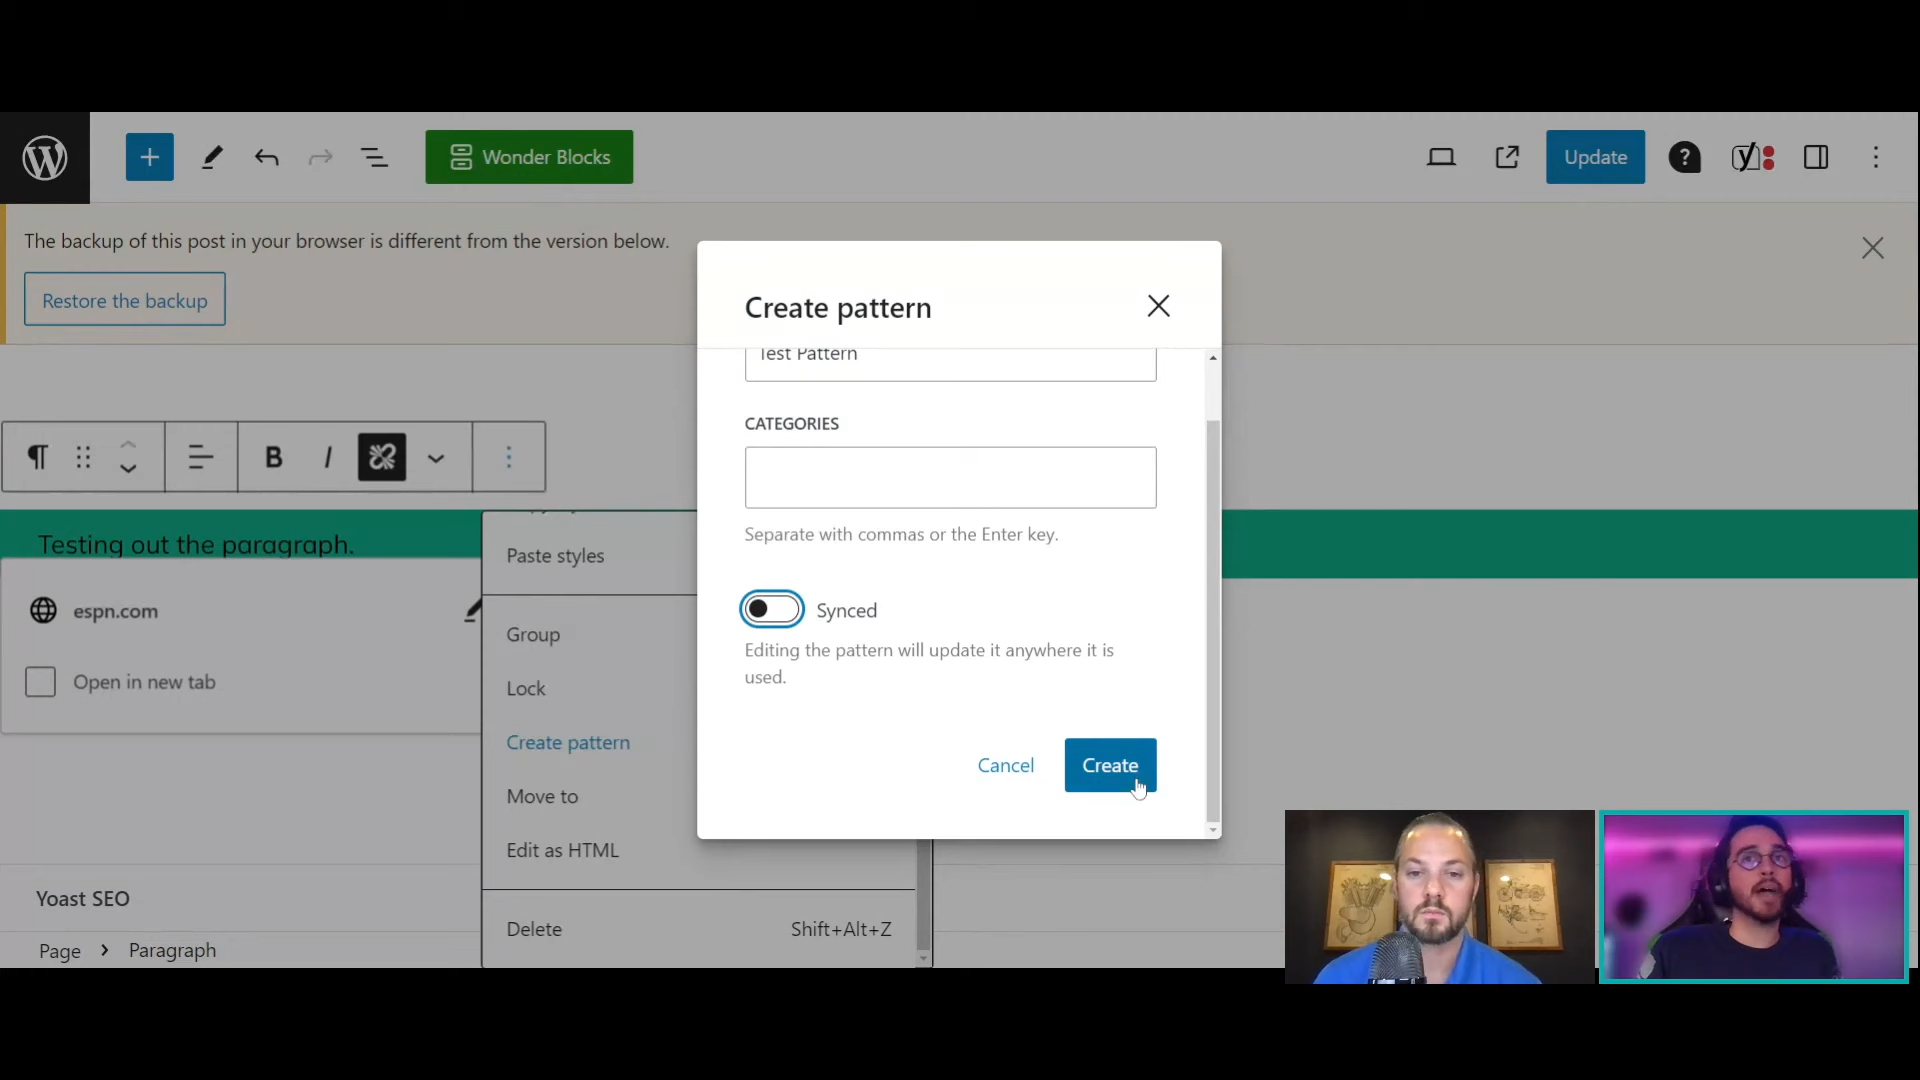 Wonder Blocks
Update
The backup of this post in your browser is different from the version below.
Restore the backup
Create pattern
Test Pattern
CATEGORIES
Separate with commas or the Enter key.
Synced
Editing the pattern will update it anywhere it is
used.
Cancel
Create
B I
Testing out the paragraph.
espn.com
Open in new tab
Paste styles
Group
Lock
Create pattern
Move to
Edit as HTML
Delete Shift+Alt+Z
Yoast SEO
Page > Paragraph